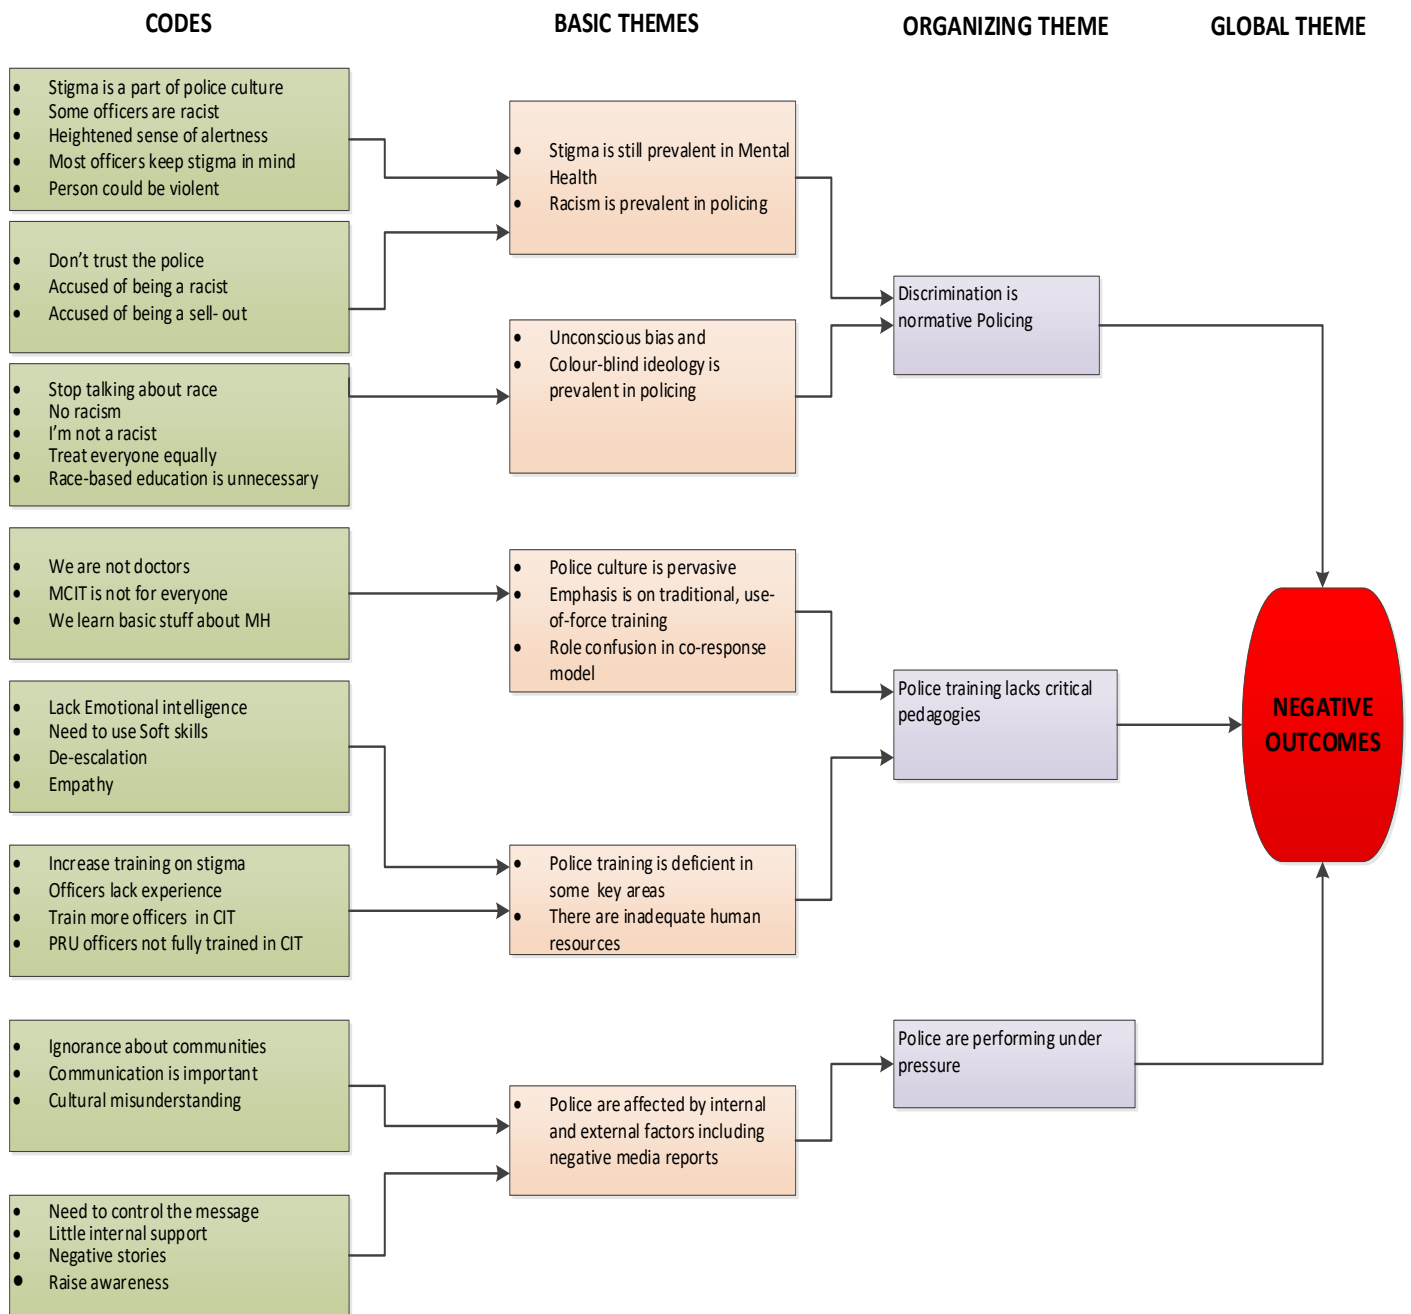 CODES
BASIC THEMES
ORGANIZING THEME
GLOBAL THEME
• Stigma is a part of police culture
• Some officers are racist
• Heightened sense of alertness
• Most officers keep stigma in mind
• Person could be violent
• Don't trust the police
• Accused of being a racist
• Accused of being a sell- out
• Stop talking about race
• No racism
• I'm not a racist
• Treat everyone equally
• Race-based education is unnecessary
• We are not doctors
• MCIT is not for everyone
• We learn basic stuff about MH
• Lack Emotional intelligence
• Need to use Soft skills
• De-escalation
• Empathy
• Increase training on stigma
• Officers lack experience
• Train more officers in CIT
• PRU officers not fully trained in CIT
• Ignorance about communities
• Communication is important
• Cultural misunderstanding
• Need to control the message
• Little internal support
• Negative stories
• Raise awareness
• Stigma is still prevalent in Mental
Health
• Racism is prevalent in policing
• Unconscious bias and
• Colour-blind ideology is
prevalent in policing
• Police culture is pervasive
• Emphasis is on traditional, use-
of-force training
• Role confusion in co-response
model
• Police training is deficient in
some key areas
• There are inadequate human
resources
• Police are affected by internal
and external factors including
negative media reports
Discrimination is
normative Policing
Police training lacks critical
pedagogies
Police are performing under
pressure
NEGATIVE
OUTCOMES